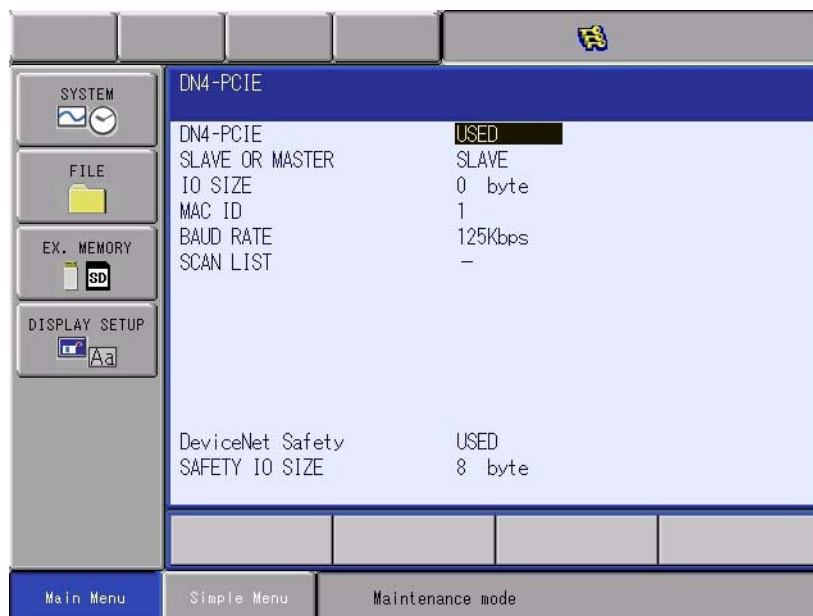 SYSTEM
FILE
EX. MEMORY
SD
DISPLAY SETUP
Aa
DN4-PCIE
DN4-PCIE USED
SLAVE OR MASTER SLAVE
IO SIZE 0 byte
MAC ID 1
BAUD RATE 125Kbps
SCAN LIST –
DeviceNet Safety USED
SAFETY IO SIZE 8 byte
Main Menu
Simple Menu
Maintenance mode